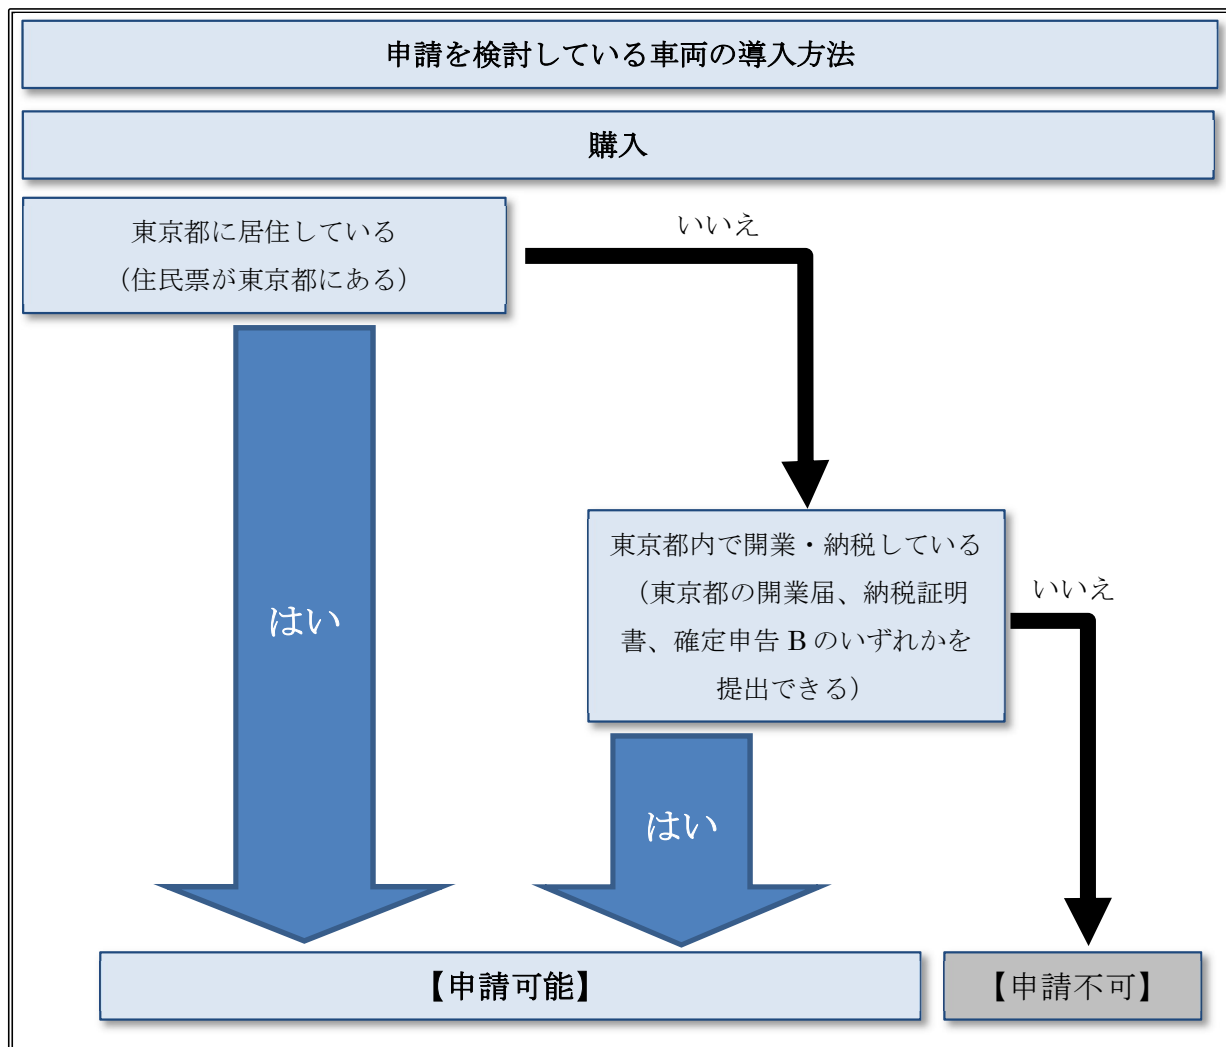 申請を検討している車両の導入方法
購入
東京都に居住している
（住民票が東京都にある）
いいえ
東京都内で開業・納税している
（東京都の開業届、納税証明
書、確定申告 B のいずれかを
提出できる）
いいえ
はい
はい
【申請可能】
【申請不可】